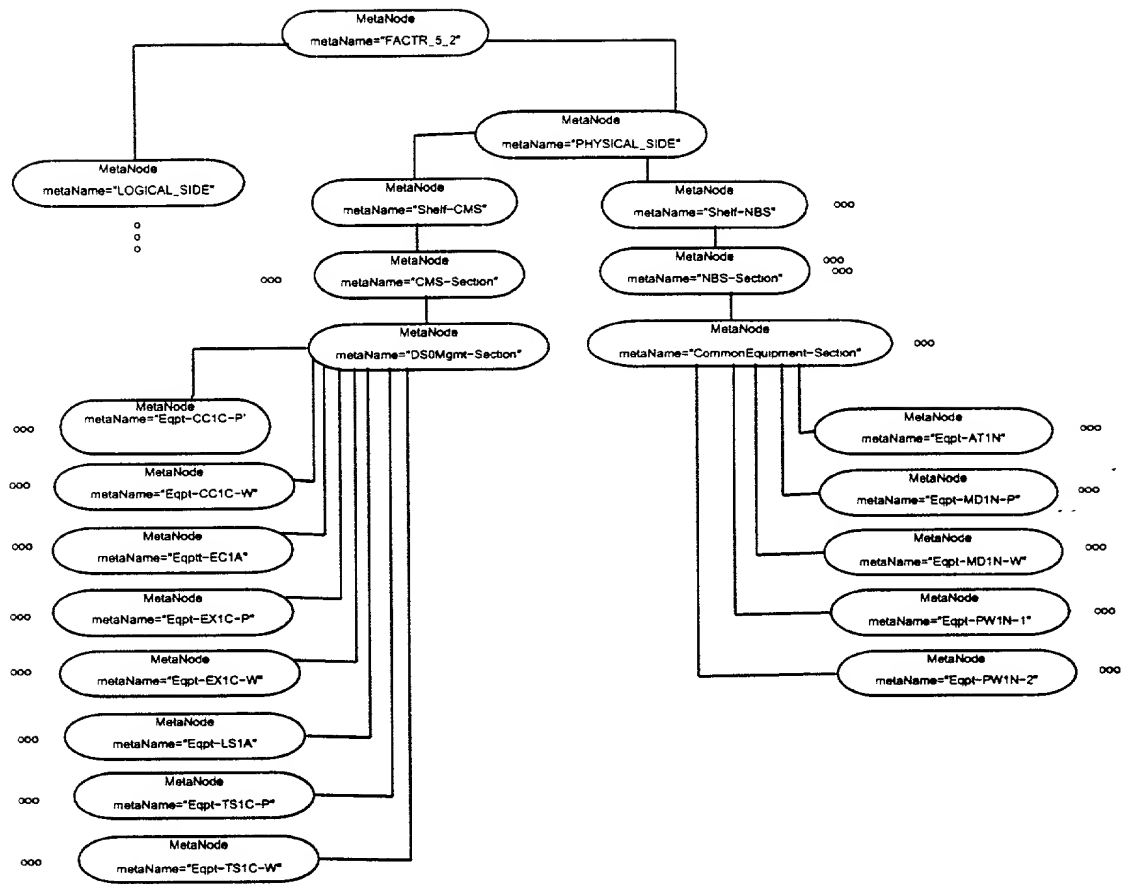 MetaNode
metaName="FACTR_5_2"
MetaNode
metaName="PHYSICAL_SIDE"
MetaNode
metaName="LOGICAL_SIDE"
MetaNode
metaName="Shelf-CMS"
MetaNode
metaName="Shelf-NBS"
MetaNode
metaName="CMS-Section"
MetaNode
metaName="NBS-Section"
MetaNode
metaName="DS0Mgmt-Section"
MetaNode
metaName="CommonEquipment-Section"
MetaNode
metaName="Eqpt-CC1C-P'
MetaNode
metaName="Eqpt-CC1C-W"
MetaNode
metaName="Eqptt-EC1A"
MetaNode
metaName="Eqpt-EX1C-P"
MetaNode
metaName="Eqpt-EX1C-W"
MetaNode
metaName="Eqpt-LS1A"
MetaNode
metaName="Eqpt-TS1C-P"
MetaNode
metaName="Eqpt-TS1C-W"
MetaNode
metaName="Eqpt-AT1N"
MetaNode
metaName="Eqpt-MD1N-P"
MetaNode
metaName="Eqpt-MD1N-W"
MetaNode
metaName="Eqpt-PW1N-1"
MetaNode
metaName="Eqpt-PW1N-2"